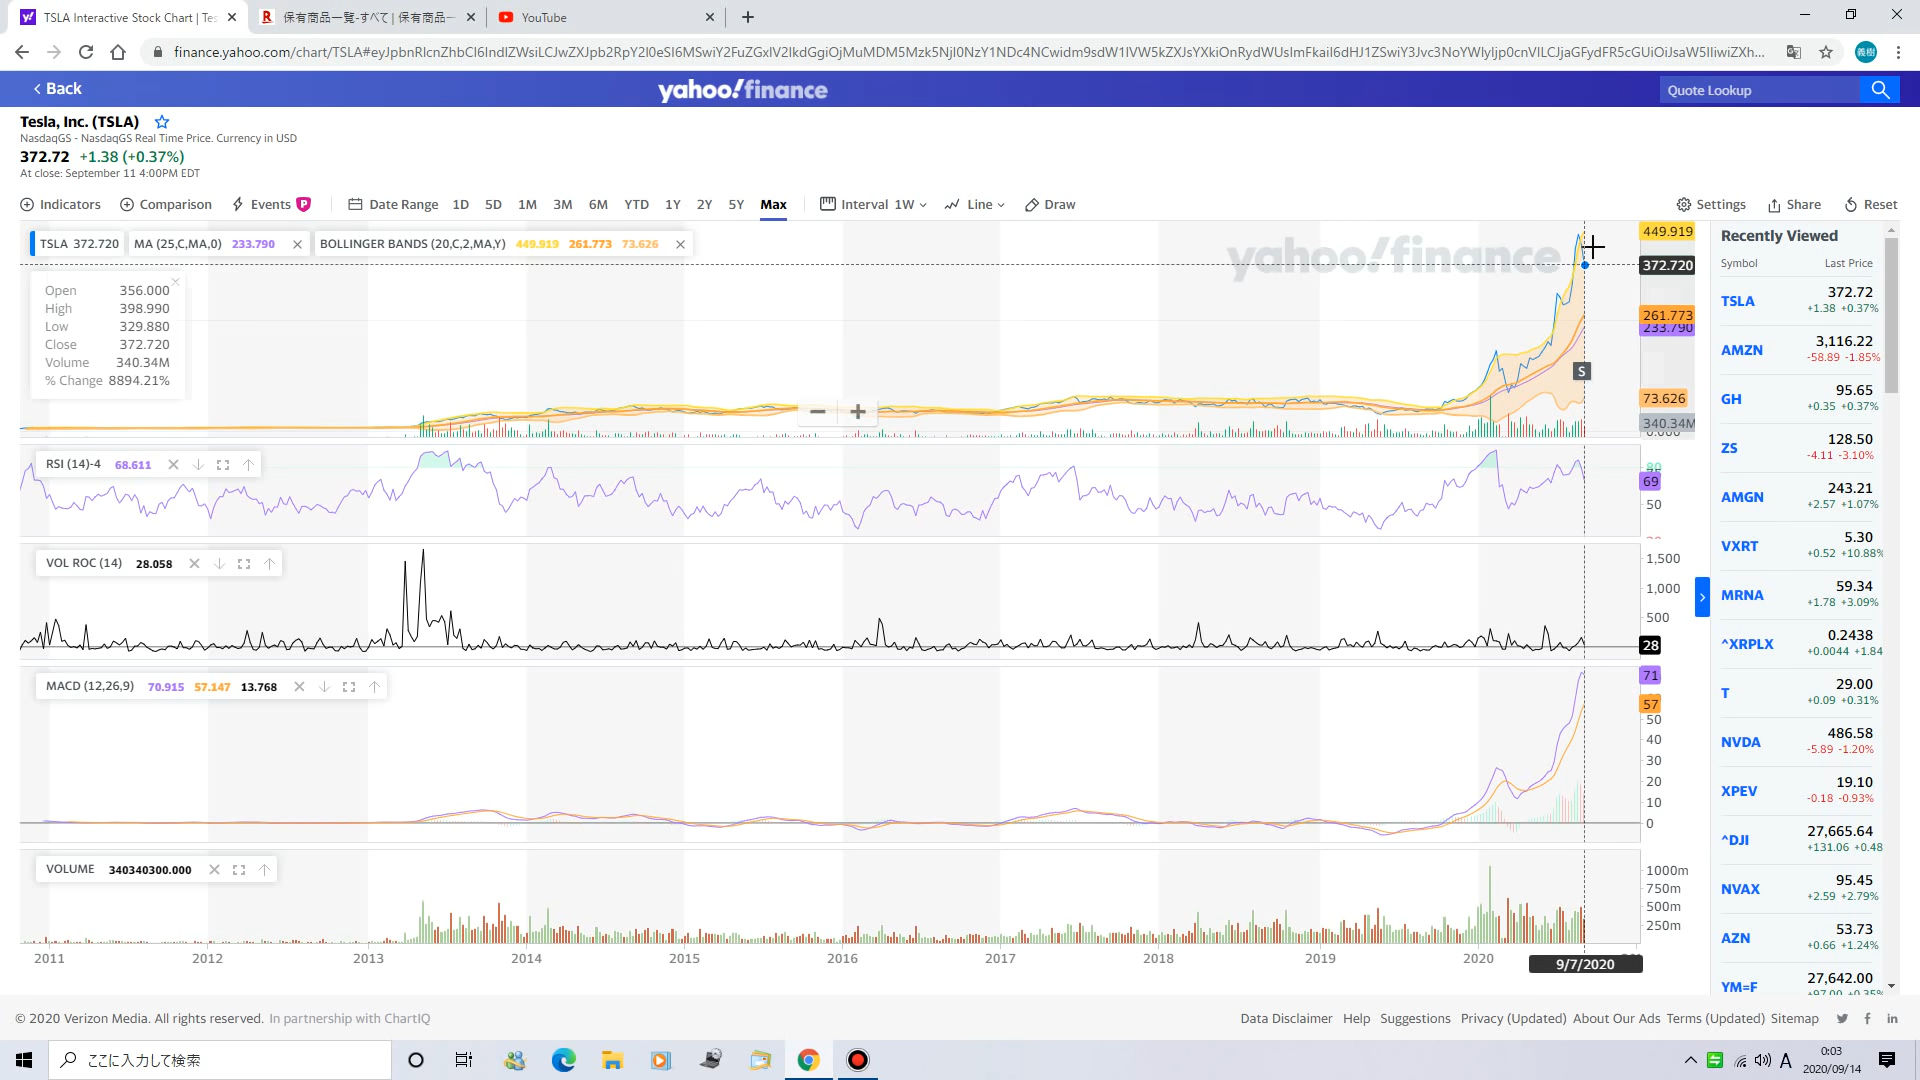 TSLA Interactive Stock Chart | Tes
保有商品一覧-すべて | 保有商品一
YouTube
finance.yahoo.com/chart/TSLA#
Back
yahoo!finance
Quote Lookup
Tesla, Inc. (TSLA)
NasdaqGS - NasdaqGS Real Time Price. Currency in USD
372.72 +1.38 (+0.37%)
At close: September 11 4:00PM EDT
Indicators Comparison Events P Date Range 1D 5D 1M 3M 6M YTD 1Y 2Y 5Y Max Interval 1W Line Draw Settings Share Reset
TSLA 372.720 MA (25,C,MA,0) 233.790 BOLLINGER BANDS (20,C,2,MA,Y) 449.919 261.773 73.626
yahoo!finance
Open 356.000
High 398.990
Low 329.880
Close 372.720
Volume 340.34M
% Change 8894.21%
449.919
372.720
261.773
233.790
S
73.626
340.34M
0.000
RSI (14)-4 68.611
80
69
50
VOL ROC (14) 28.058
1,500
1,000
500
28
MACD (12,26,9) 70.915 57.147 13.768
71
57
50
40
30
20
10
0
VOLUME 340340300.000
1000m
750m
500m
250m
2011 2012 2013 2014 2015 2016 2017 2018 2019 2020
9/7/2020
Recently Viewed
Symbol Last Price
TSLA 372.72
+1.38 +0.37%
AMZN 3,116.22
-58.89 -1.85%
GH 95.65
+0.35 +0.37%
ZS 128.50
-4.11 -3.10%
AMGN 243.21
+2.57 +1.07%
VXRT 5.30
+0.52 +10.88%
MRNA 59.34
+1.78 +3.09%
^XRPLX 0.2438
+0.0044 +1.84
T 29.00
+0.09 +0.31%
NVDA 486.58
-5.89 -1.20%
XPEV 19.10
-0.18 -0.93%
^DJI 27,665.64
+131.06 +0.48
NVAX 95.45
+2.59 +2.79%
AZN 53.73
+0.66 +1.24%
YM=F 27,642.00
+97.00 +0.35%
© 2020 Verizon Media. All rights reserved. In partnership with ChartIQ
Data Disclaimer Help Suggestions Privacy (Updated) About Our Ads Terms (Updated) Sitemap
ここに入力して検索
A
0:03
2020/09/14